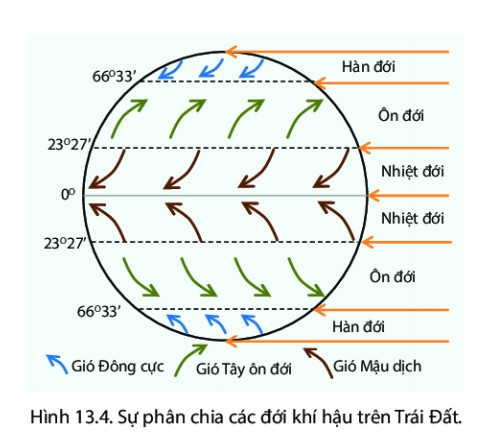 Hàn đới
66°33'
Ôn đới
23°27'
Nhiệt đới
0°
Nhiệt đới
23°27'
Ôn đới
66°33'
Hàn đới
Gió Đông cực
Gió Tây ôn đới
Gió Mậu dịch
Hình 13.4. Sự phân chia các đới khí hậu trên Trái Đất.